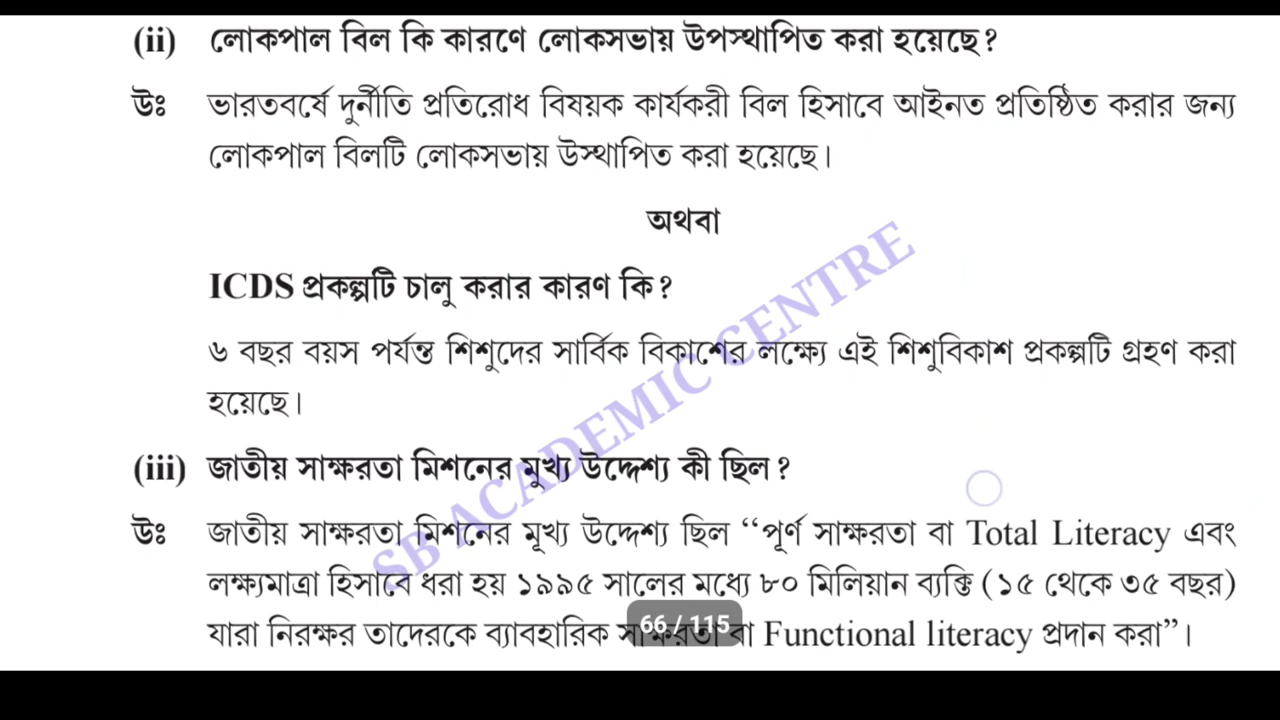 (ii) লোকপাল বিল কি কারণে লোকসভায় উপস্থাপিত করা হয়েছে?
উঃ ভারতবর্ষে দুর্নীতি প্রতিরোধ বিষয়ক কার্যকরী বিল হিসাবে আইনত প্রতিষ্ঠিত করার জন্য
লোকপাল বিলটি লোকসভায় উস্থাপিত করা হয়েছে।
অথবা
ICDS প্রকল্পটি চালু করার কারণ কি?
৬ বছর বয়স পর্যন্ত শিশুদের সার্বিক বিকাশের লক্ষ্যে এই শিশুবিকাশ প্রকল্পটি গ্রহণ করা
হয়েছে।
SB ACADEMIC CENTRE
(iii) জাতীয় সাক্ষরতা মিশনের মুখ্য উদ্দেশ্য কী ছিল?
উঃ জাতীয় সাক্ষরতা মিশনের মূখ্য উদ্দেশ্য ছিল “পূর্ণ সাক্ষরতা বা Total Literacy এবং
লক্ষ্যমাত্রা হিসাবে ধরা হয় ১৯৯৫ সালের মধ্যে ৮০ মিলিয়ান ব্যক্তি (১৫ থেকে ৩৫ বছর)
যারা নিরক্ষর তাদেরকে ব্যাবহারিক সাক্ষরতা বা Functional literacy প্রদান করা”।
66 / 115